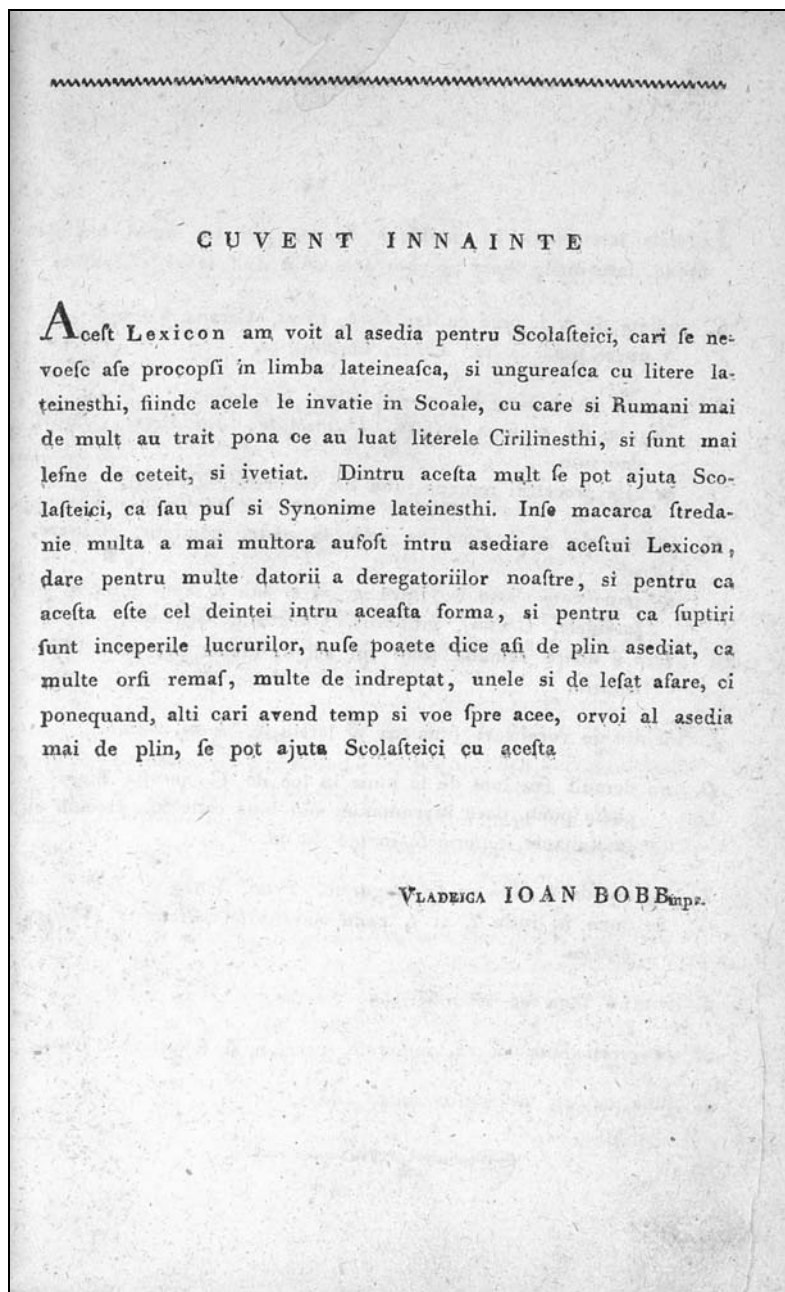 CUVENT INNAINTE
Aceſt Lexicon am voit al asedia pentru Scolaſteici, cari ſe ne-
voeſc aſe procopſi in limba lateineaſca, si ungureaſca cu litere la-
ţeinesthi, fiindc acele le invatie in Scoale, cu care si Rumani mai
de mult au trait pona ce au luat literele Cirilinesthi, si ſunt mai
leſne de ceteit, si ivetiat. Dintru aceſta mult ſe pot ajuta Sco-
laſteici, ca ſau puſ si Synonime lateinesthi. Inſe macarca ſtreda-
nie multa a mai multora aufoſt intru asediare aceſtui Lexicon,
dare pentru multe datorii a deregatoriilor noaſtre, si pentru ca
aceſta eſte cel deintei intru aceaſta forma, si pentru ca ſuptiri
ſunt inceperile lucrurilor, nuſe poaete dice aſi de plin asediat, ca
multe orſi remaſ, multe de indreptat, unele si de leſat afare, ci
ponequand, alti cari avend temp si voe ſpre acee, orvoi al asedia
mai de plin, ſe pot ajuta Scolaſteici cu aceſta
VLADEICA IOAN BOBB mpr.